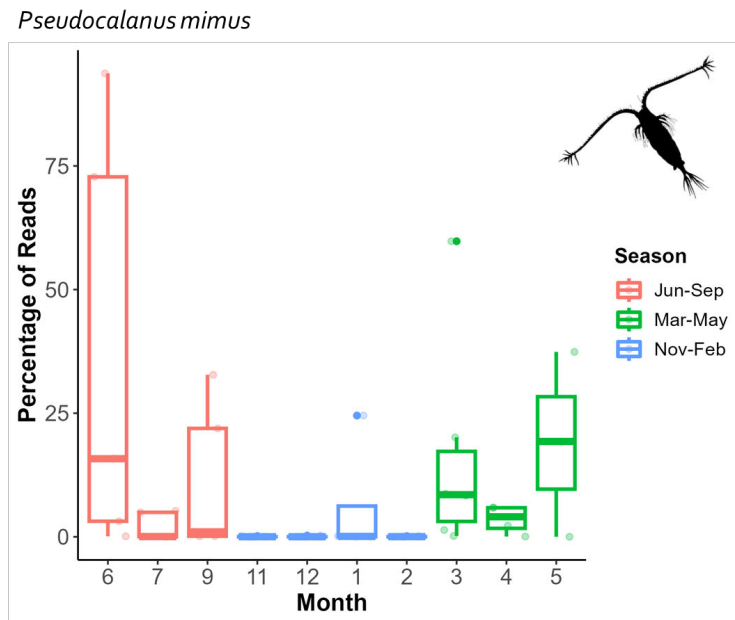 Pseudocalanus mimus
Percentage of Reads
75
50
25
0
6 7 9 11 12 1 2 3 4 5
Month
Season
Jun-Sep
Mar-May
Nov-Feb